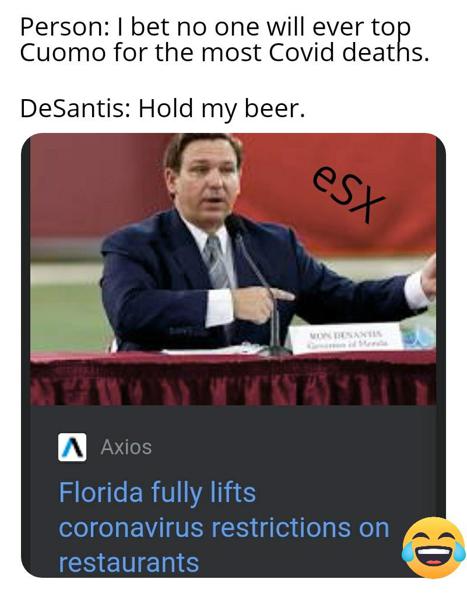 Person: I bet no one will ever top
Cuomo for the most Covid deaths.
DeSantis: Hold my beer.
esx
RON DESANTIS
Governor of Florida
Axios
Florida fully lifts
coronavirus restrictions on
restaurants